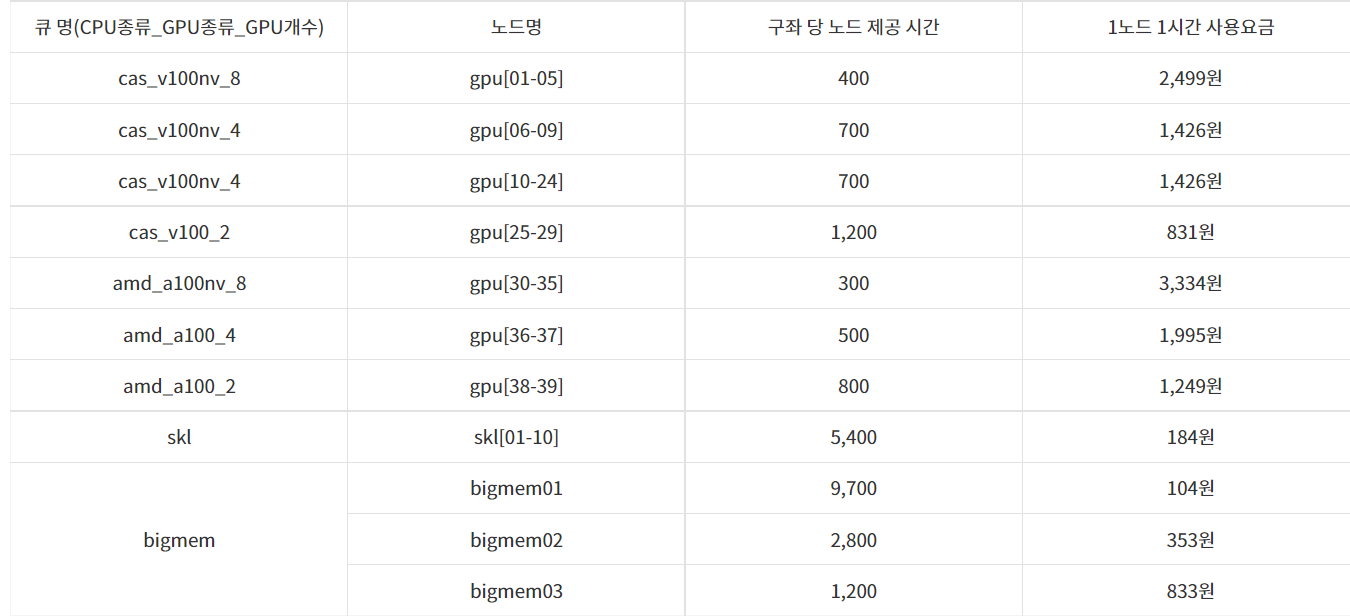 큐 명(CPU종류_GPU종류_GPU개수) 노드명 구좌 당 노드 제공 시간 1노드 1시간 사용요금
cas_v100nv_8 gpu[01-05] 400 2,499원
cas_v100nv_4 gpu[06-09] 700 1,426원
cas_v100nv_4 gpu[10-24] 700 1,426원
cas_v100_2 gpu[25-29] 1,200 831원
amd_a100nv_8 gpu[30-35] 300 3,334원
amd_a100_4 gpu[36-37] 500 1,995원
amd_a100_2 gpu[38-39] 800 1,249원
skl skl[01-10] 5,400 184원
bigmem01 9,700 104원
bigmem bigmem02 2,800 353원
bigmem03 1,200 833원